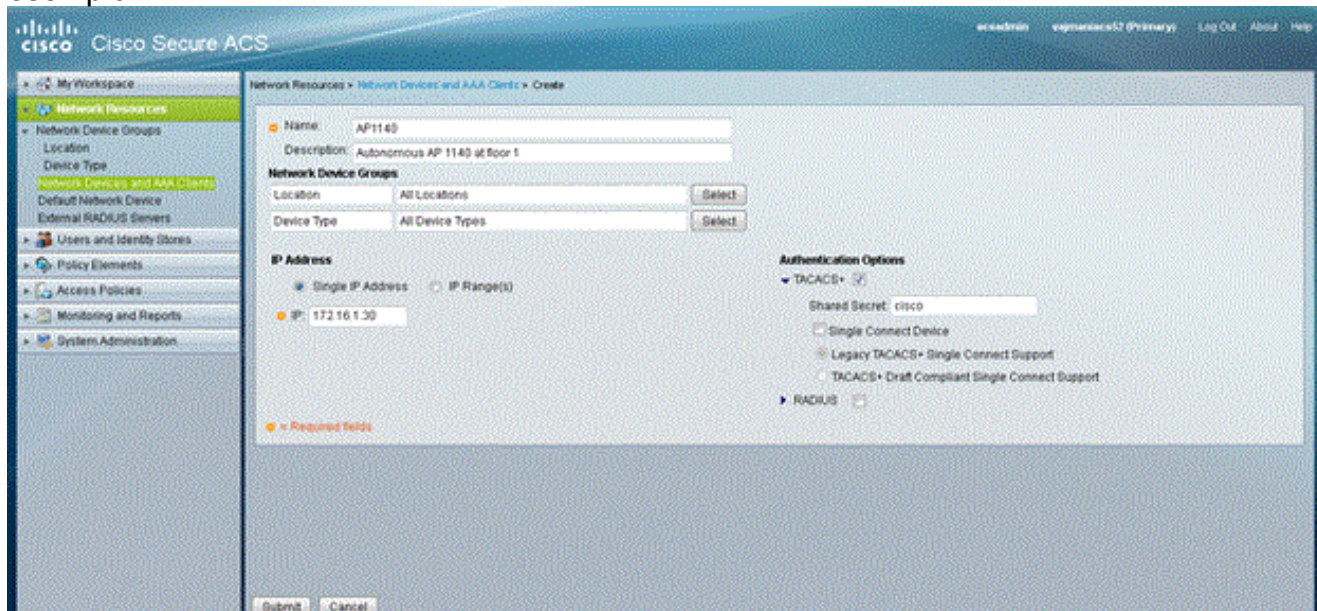 cisco Cisco Secure ACS
acsadmin (Primary) Log Out About Help
My Workspace
Network Resources
Network Device Groups
Location
Device Type
Network Devices and AAA Clients
Default Network Device
External RADIUS Servers
Users and Identity Stores
Policy Elements
Access Policies
Monitoring and Reports
System Administration
Network Resources > Network Devices and AAA Clients > Create
Name: AP1140
Description: Autonomous AP 1140 at floor 1
Network Device Groups
Location All Locations Select
Device Type All Device Types Select
IP Address
Single IP Address IP Range(s)
IP: 172.16.1.30
Authentication Options
TACACS+
Shared Secret: cisco
Single Connect Device
Legacy TACACS+ Single Connect Support
TACACS+ Draft Compliant Single Connect Support
RADIUS
= Required fields
Submit Cancel